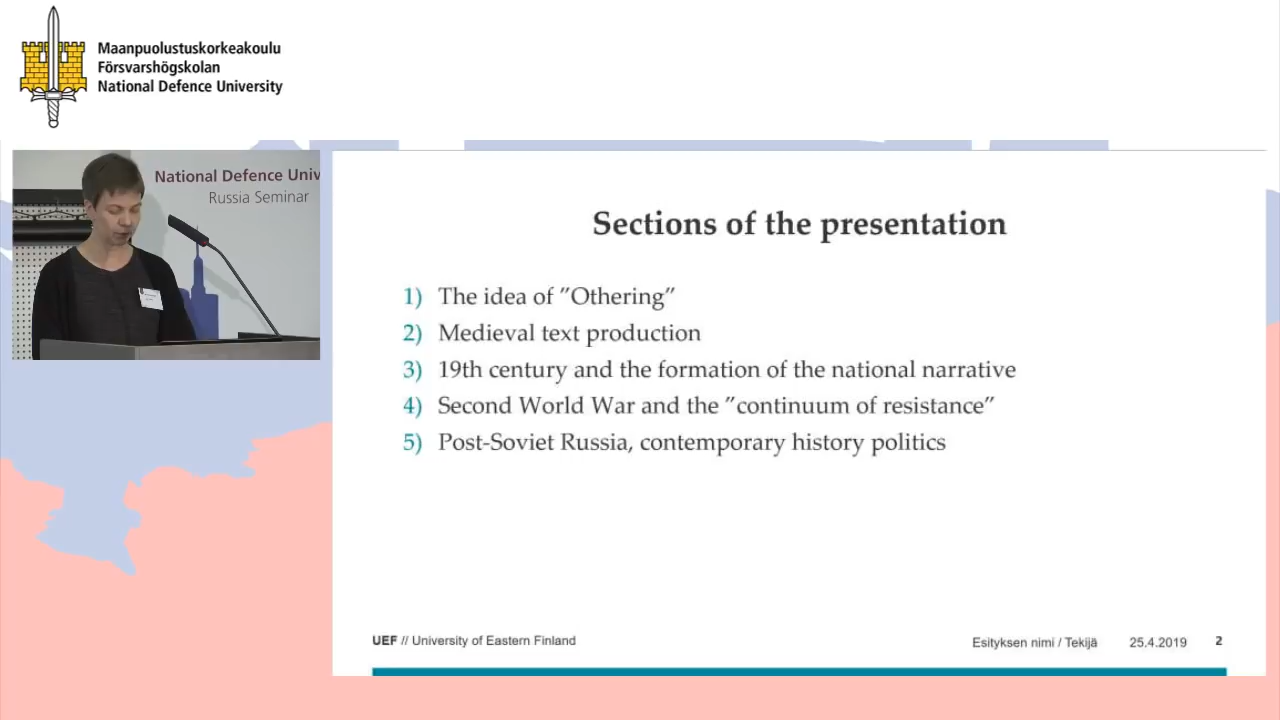 Maanpuolustuskorkeakoulu
Försvarshögskolan
National Defence University
National Defence Univ
Russia Seminar
Sections of the presentation
1) The idea of ”Othering”
2) Medieval text production
3) 19th century and the formation of the national narrative
4) Second World War and the ”continuum of resistance”
5) Post-Soviet Russia, contemporary history politics
UEF // University of Eastern Finland
Esityksen nimi / Tekijä 25.4.2019 2